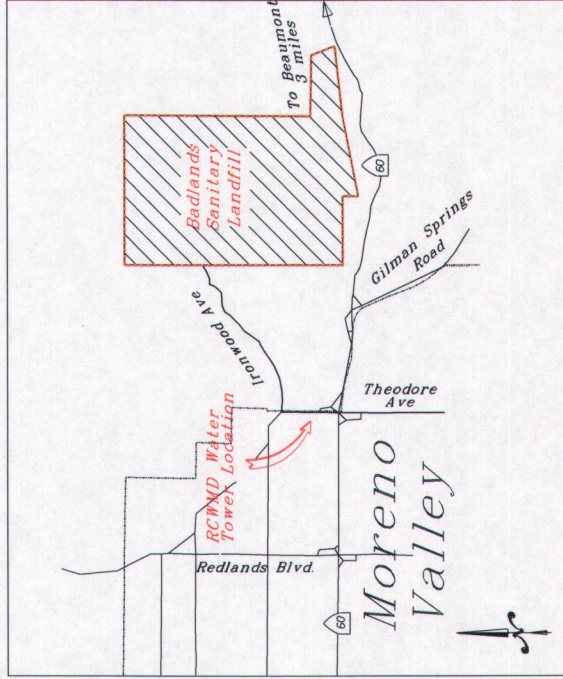 To Beaumont
3 miles
Badlands
Sanitary
Landfill
60
Gilman Springs
Road
Ironwood Ave
Theodore
Ave
RCWMD Water
Tower Location
Redlands Blvd.
Moreno
Valley
60